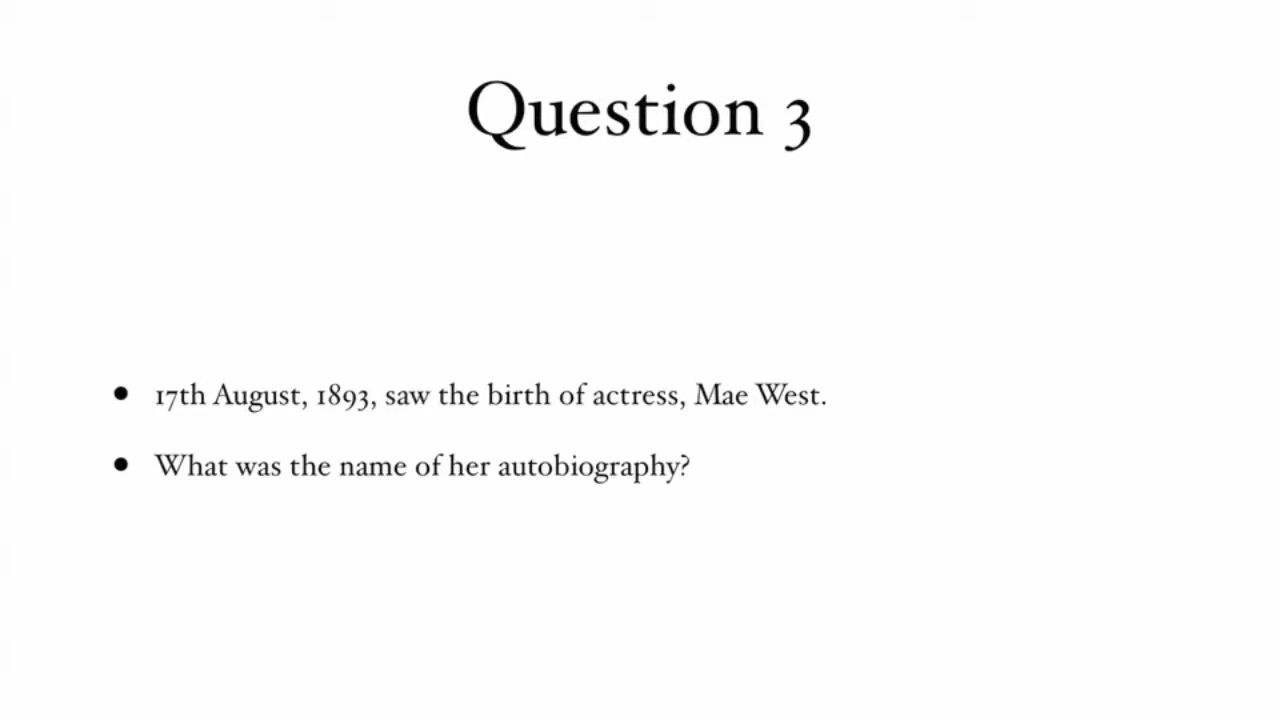 Question 3
• 17th August, 1893, saw the birth of actress, Mae West.
• What was the name of her autobiography?